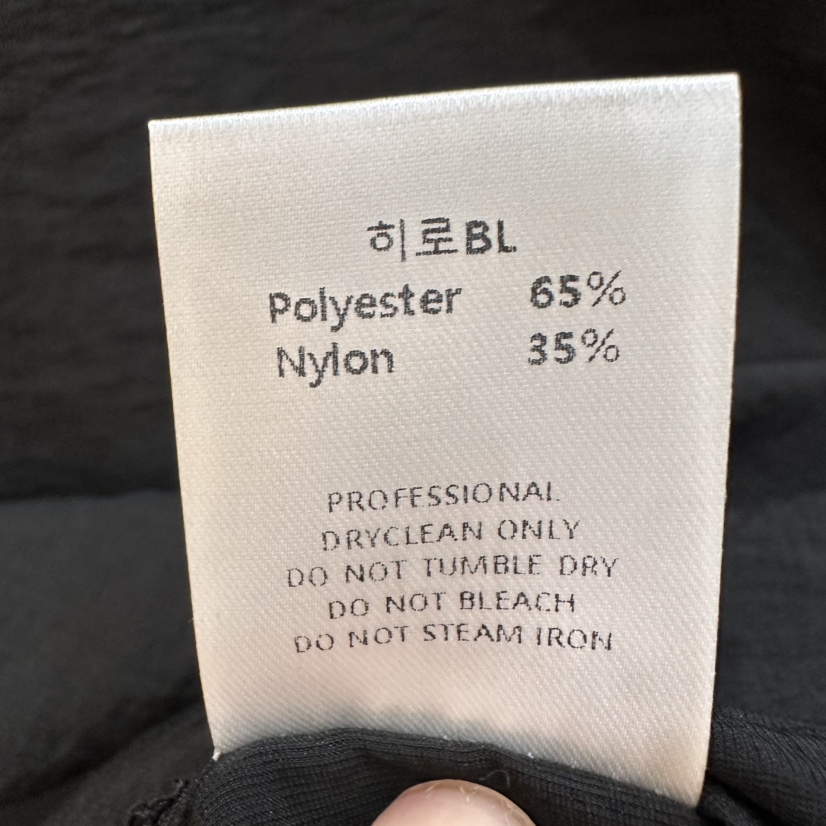 히로BL
Polyester 65%
Nylon 35%
PROFESSIONAL
DRYCLEAN ONLY
DO NOT TUMBLE DRY
DO NOT BLEACH
DO NOT STEAM IRON